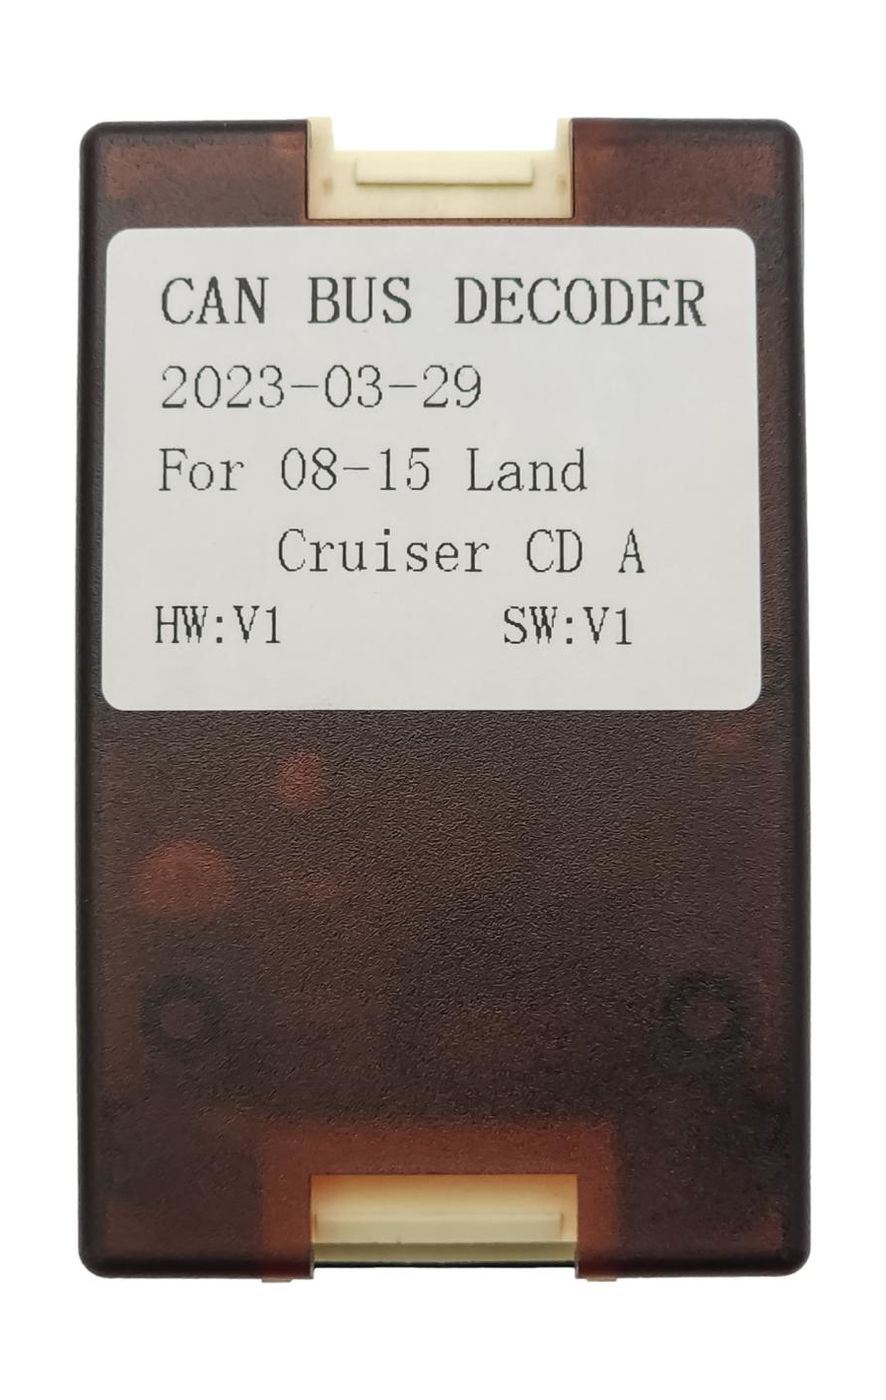 CAN BUS DECODER
2023-03-29
For 08-15 Land
Cruiser CD A
HW:V1 SW:V1